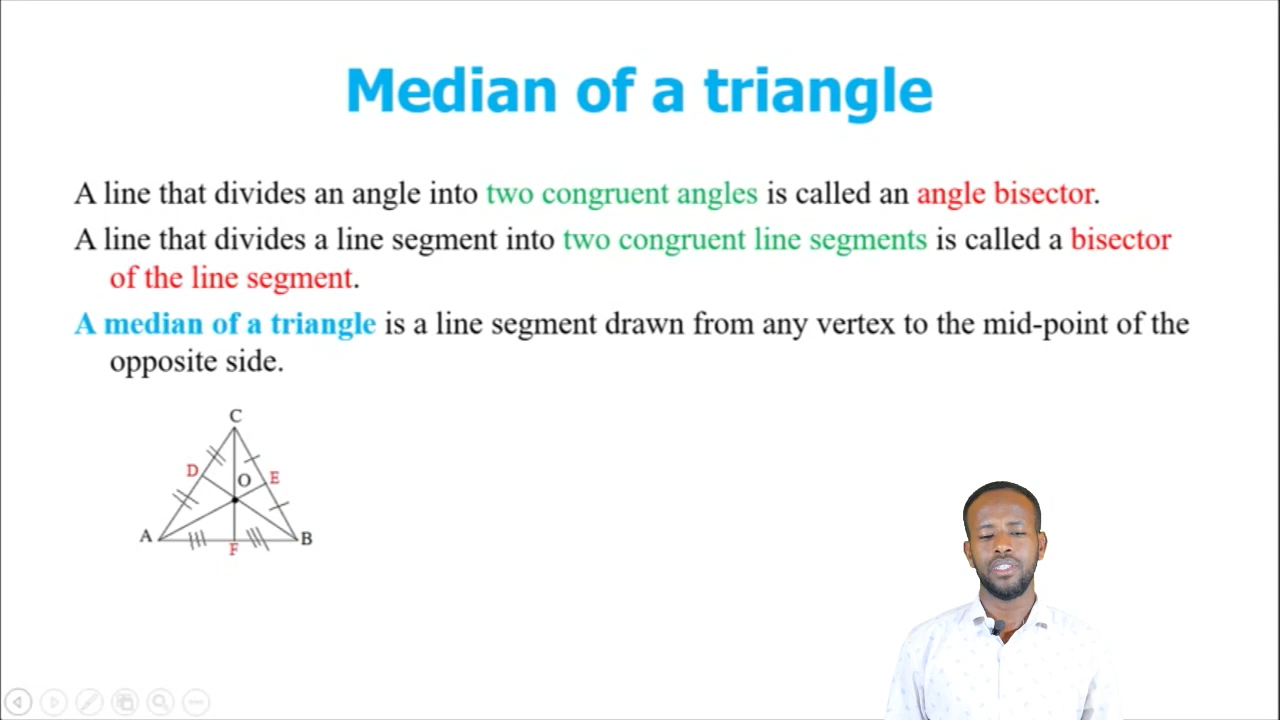 Median of a triangle
A line that divides an angle into two congruent angles is called an angle bisector.
A line that divides a line segment into two congruent line segments is called a bisector
of the line segment.
A median of a triangle is a line segment drawn from any vertex to the mid-point of the
opposite side.
C
D
O
E
A
B
F